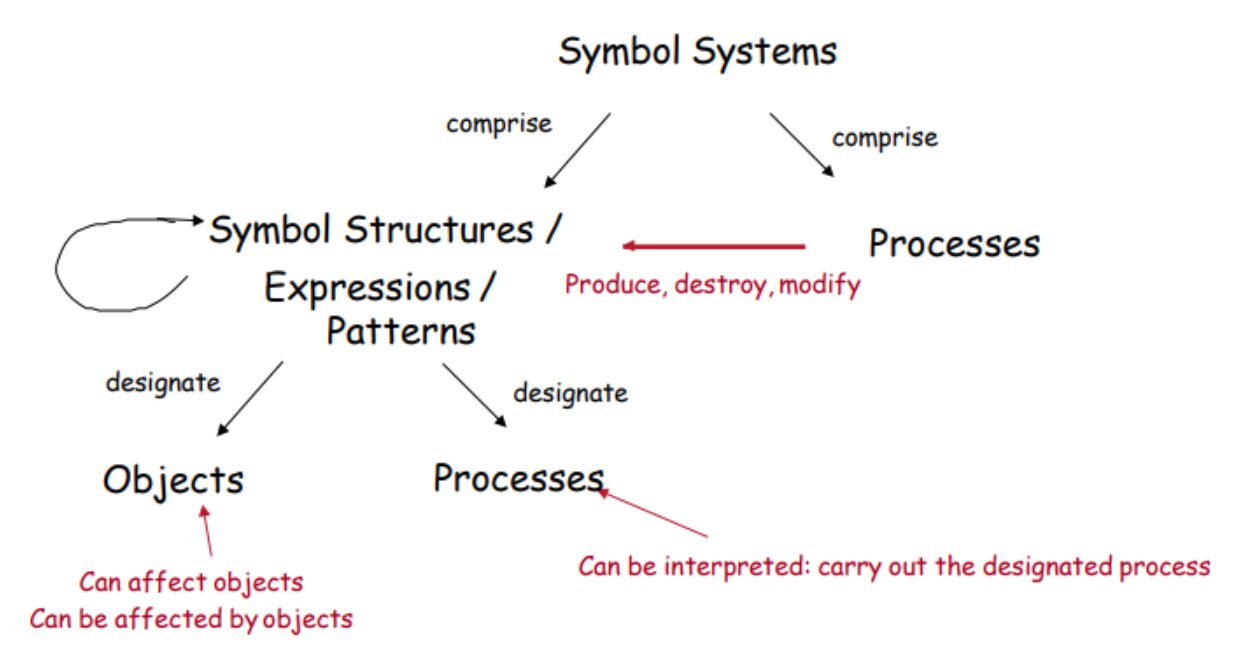 Symbol Systems
comprise
comprise
Symbol Structures /
Expressions /
Patterns
Processes
Produce, destroy, modify
designate
designate
Objects
Processes
Can affect objects
Can be affected by objects
Can be interpreted: carry out the designated process